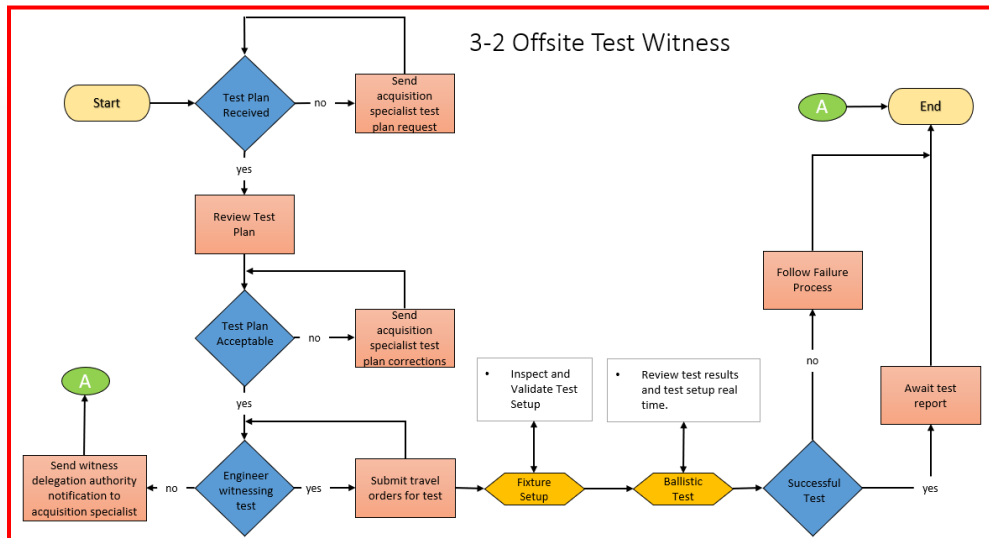 3-2 Offsite Test Witness
Start
Test Plan
Received
no
Send
acquisition
specialist test
plan request
A
End
yes
Review Test
Plan
Follow Failure
Process
Test Plan
Acceptable
no
Send
acquisition
specialist test
plan corrections
no
A
yes
• Inspect and
Validate Test
Setup
• Review test results
and test setup real
time.
Await test
report
Send witness
delegation authority
notification to
acquisition specialist
no
Engineer
witnessing
test
yes
Submit travel
orders for test
Fixture
Setup
Ballistic
Test
Successful
Test
yes